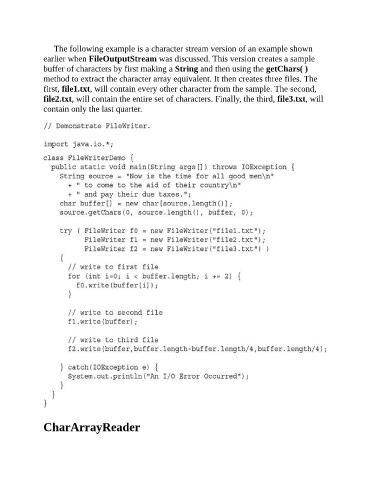 The following example is a character stream version of an example shown
earlier when FileOutputStream was discussed. This version creates a sample
buffer of characters by first making a String and then using the getChars( )
method to extract the character array equivalent. It then creates three files. The
first, file1.txt, will contain every other character from the sample. The second,
file2.txt, will contain the entire set of characters. Finally, the third, file3.txt, will
contain only the last quarter.
// Demonstrate FileWriter.
import java.io.*;
class FileWriterDemo {
public static void main(String args[]) throws IOException {
String source = "Now is the time for all good men\n"
+ " to come to the aid of their country\n"
+ " and pay their due taxes.";
char buffer[] = new char[source.length()];
source.getChars(0, source.length(), buffer, 0);
try ( FileWriter f0 = new FileWriter("file1.txt");
FileWriter f1 = new FileWriter("file2.txt");
FileWriter f2 = new FileWriter("file3.txt") )
{
// write to first file
for (int i=0; i < buffer.length; i += 2) {
f0.write(buffer[i]);
}
// write to second file
f1.write(buffer);
// write to third file
f2.write(buffer,buffer.length-buffer.length/4,buffer.length/4);
} catch(IOException e) {
System.out.println("An I/O Error Occurred");
}
}
}
CharArrayReader